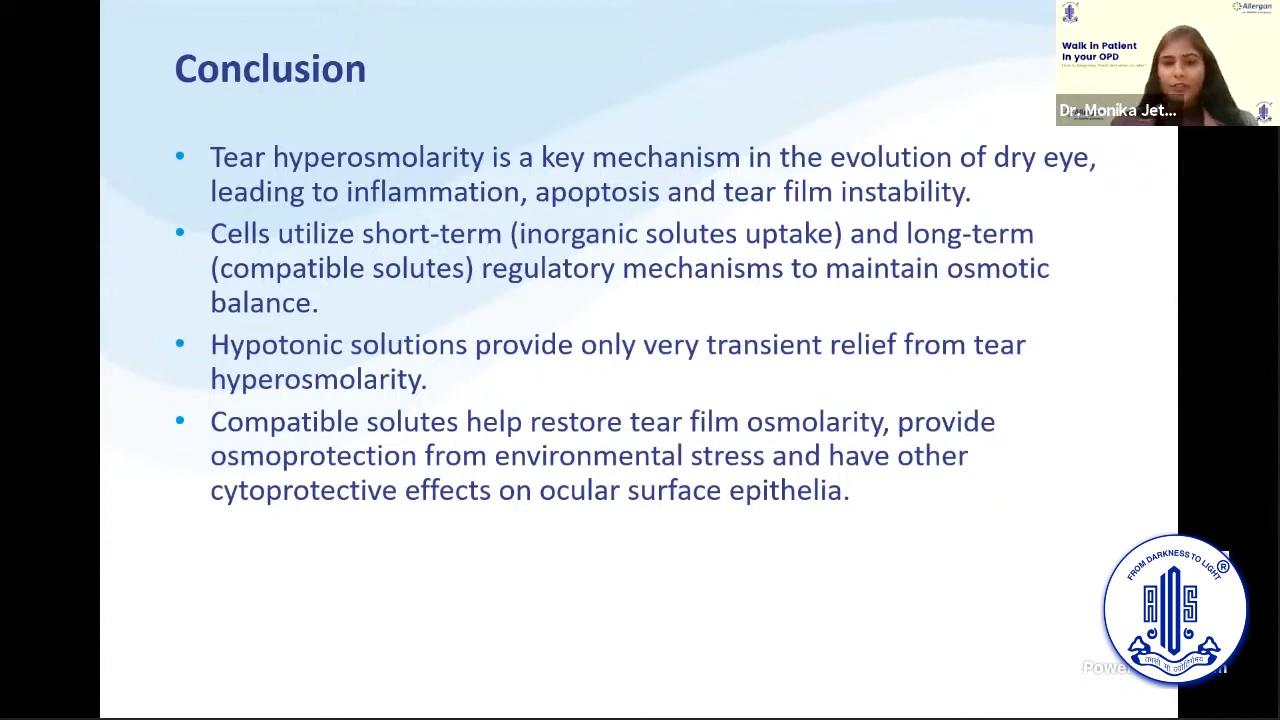 Conclusion
• Tear hyperosmolarity is a key mechanism in the evolution of dry eye,
leading to inflammation, apoptosis and tear film instability.
• Cells utilize short-term (inorganic solutes uptake) and long-term
(compatible solutes) regulatory mechanisms to maintain osmotic
balance.
• Hypotonic solutions provide only very transient relief from tear
hyperosmolarity.
• Compatible solutes help restore tear film osmolarity, provide
osmoprotection from environmental stress and have other
cytoprotective effects on ocular surface epithelia.
Allergan
Walk in Patient
in your OPD
Dr. Monika Jet...
FROM DARKNESS TO LIGHT
®
AIOS
तमसो मा ज्योतिर्गमय